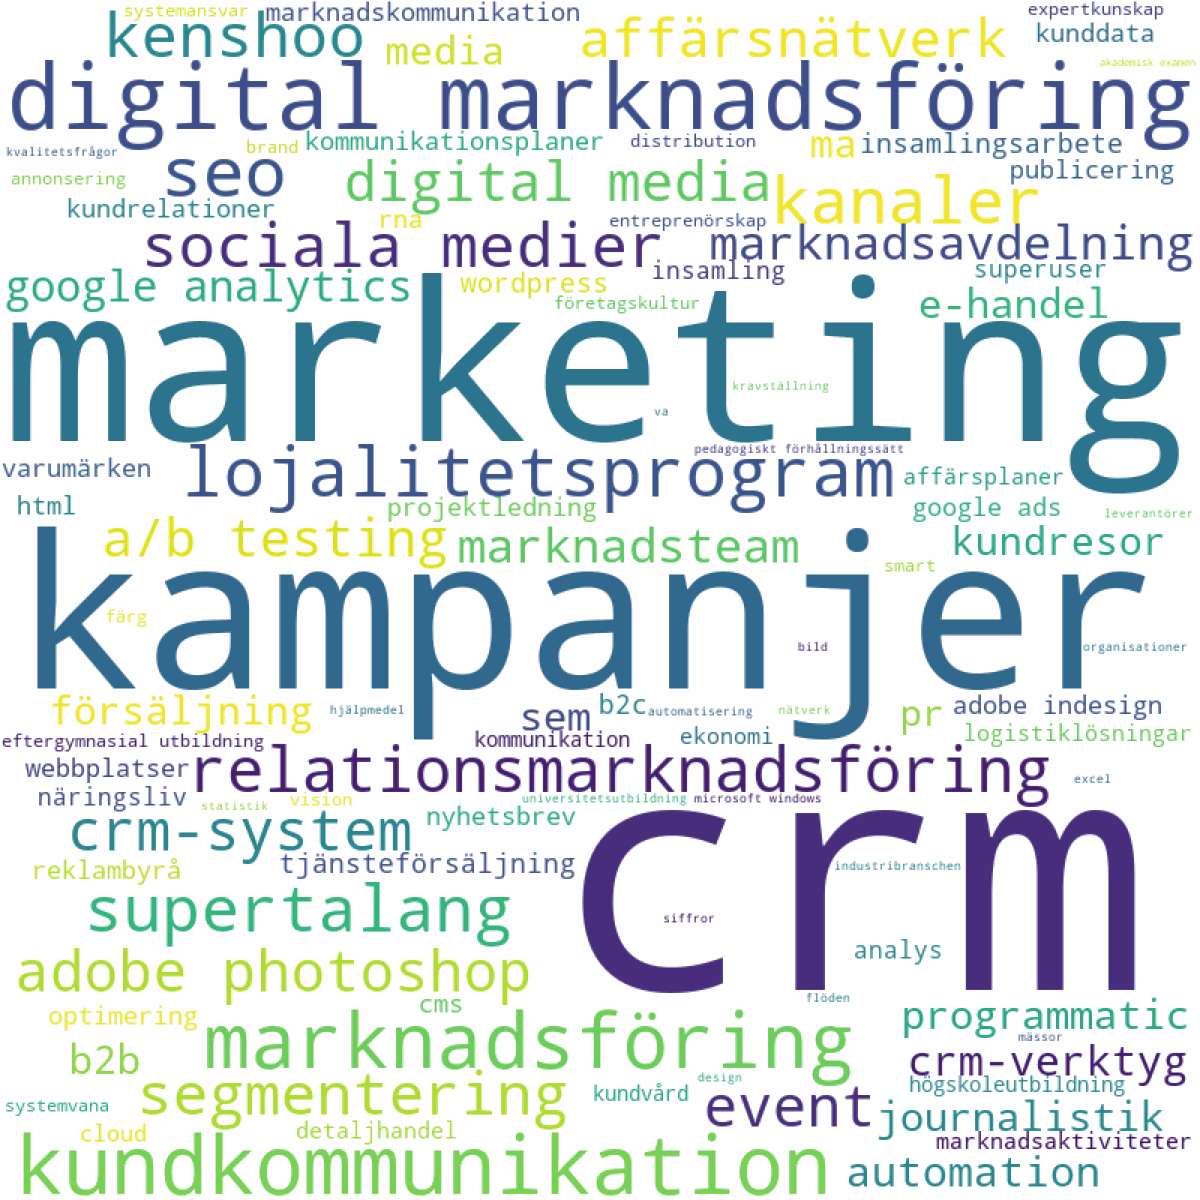 systemansvar
marknadskommunikation
expertkunskap
kenshoo
media
affärsnätverk
kunddata
akademisk examen
digital marknadsföring
kvalitetsfrågor
brand
kommunikationsplaner
distribution
ma
insamlingsarbete
annonsering
seo
digital media
kanaler
publicering
kundrelationer
rna
entreprenörskap
sociala medier
marknadsavdelning
google analytics
wordpress
insamling
superuser
företagskultur
e-handel
marketing
kravställning
va
varumärken
lojalitetsprogram
pedagogiskt förhållningssätt
affärsplaner
html
projektledning
google ads
leverantörer
a/b testing
marknadsteam
kundresor
kampanjer
smart
färg
bild
organisationer
försäljning
hjälpmedel
sem
b2c
automatisering
nätverk
pr
adobe indesign
eftergymnasial utbildning
kommunikation
ekonomi
logistiklösningar
webbplatser
relationsmarknadsföring
excel
näringsliv
statistik
vision
universitetsutbildning
microsoft windows
crm-system
nyhetsbrev
crm
reklambyrå
tjänsteförsäljning
industribranschen
supertalang
siffror
analys
adobe photoshop
cms
flöden
optimering
marknadsföring
programmatic
mässor
b2b
crm-verktyg
segmentering
kundvård
design
högskoleutbildning
systemvana
event
journalistik
cloud
detaljhandel
marknadsaktiviteter
kundkommunikation
automation